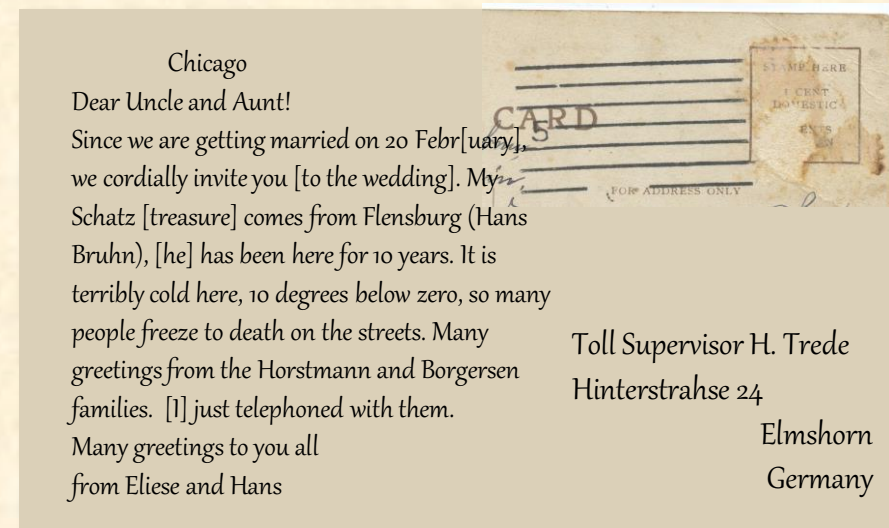 Chicago
Dear Uncle and Aunt!
Since we are getting married on 20 Febr[uary],
we cordially invite you [to the wedding]. My
Schatz [treasure] comes from Flensburg (Hans
Bruhn), [he] has been here for 10 years. It is
terribly cold here, 10 degrees below zero, so many
people freeze to death on the streets. Many
greetings from the Horstmann and Borgersen
families. [I] just telephoned with them.
Many greetings to you all
from Eliese and Hans
CARD
5
FOR ADDRESS ONLY
STAMP HERE
1 CENT
DOMESTIC
Toll Supervisor H. Trede
Hinterstrahse 24
Elmshorn
Germany